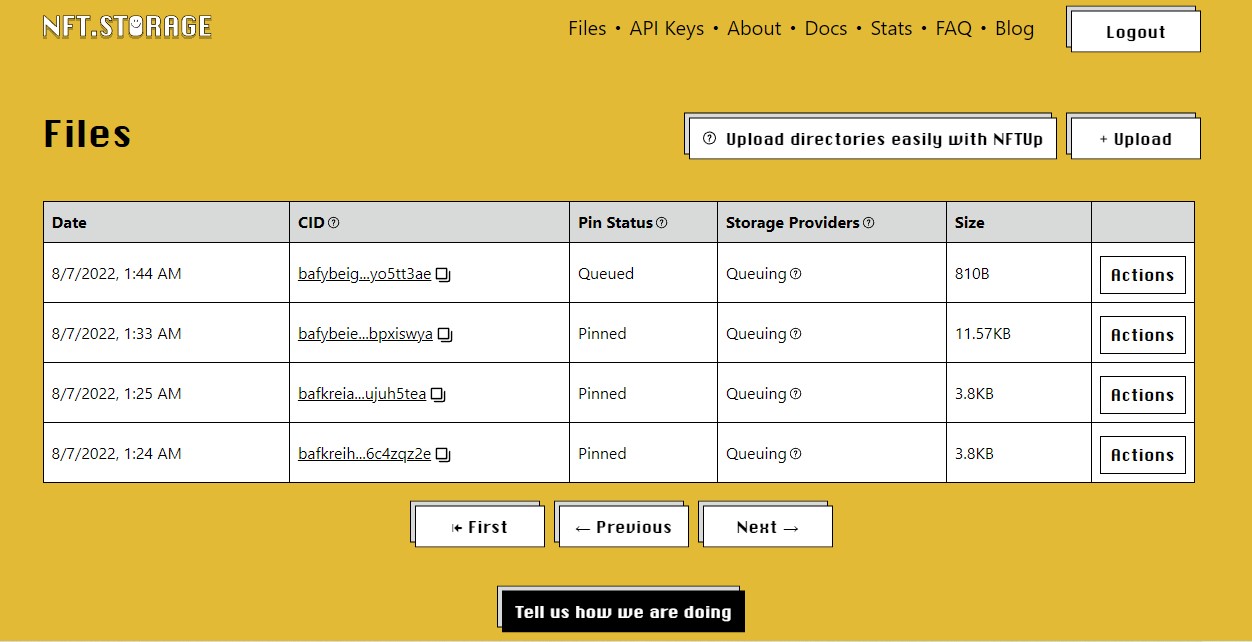 NFT.STORAGE
Files • API Keys • About • Docs • Stats • FAQ • Blog
Logout
Files
Upload directories easily with NFTUp
+ Upload
Date CID Pin Status Storage Providers Size
8/7/2022, 1:44 AM bafybeig...yo5tt3ae Queued Queuing 810B Actions
8/7/2022, 1:33 AM bafybeie...bpxiswya Pinned Queuing 11.57KB Actions
8/7/2022, 1:25 AM bafkreia...ujuh5tea Pinned Queuing 3.8KB Actions
8/7/2022, 1:24 AM bafkreih...6c4zqz2e Pinned Queuing 3.8KB Actions
⇤ First ← Previous Next →
Tell us how we are doing